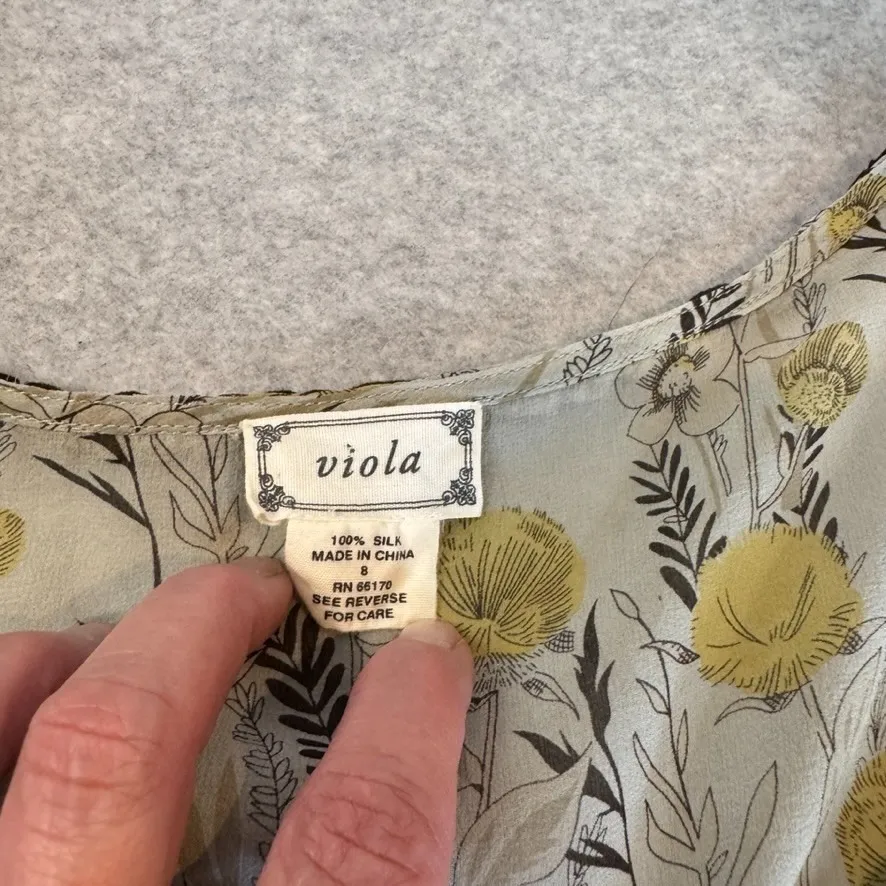 viola
100% SILK
MADE IN CHINA
8
RN 66170
SEE REVERSE
FOR CARE